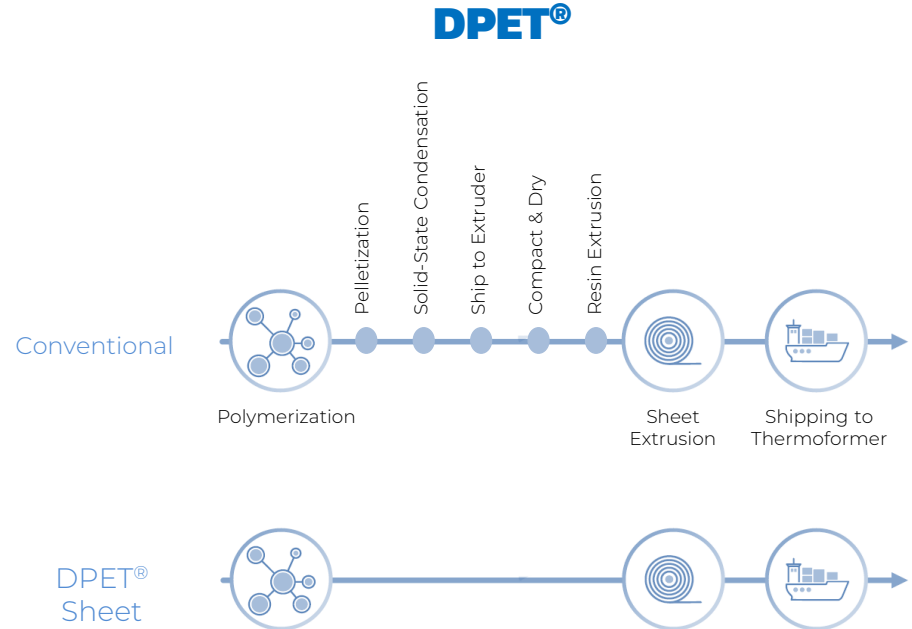 DPET®
Pelletization
Solid-State Condensation
Ship to Extruder
Compact & Dry
Resin Extrusion
Conventional
Polymerization
Sheet
Extrusion
Shipping to
Thermoformer
DPET®
Sheet